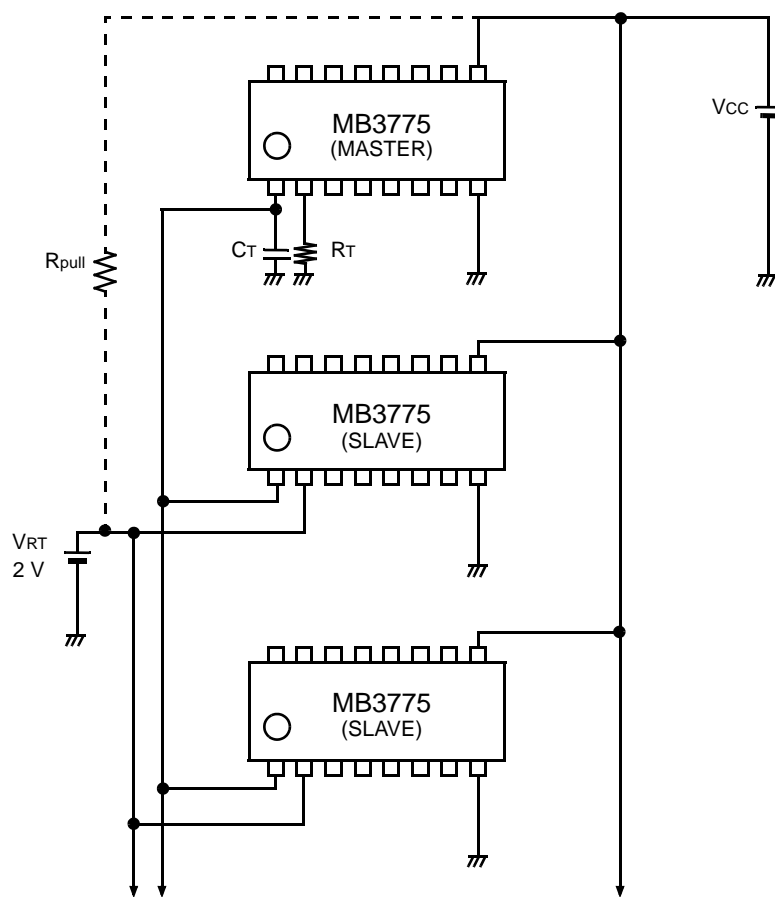 MB3775
(MASTER)
VCC
Rpull
CT
RT
MB3775
(SLAVE)
VRT
2 V
MB3775
(SLAVE)